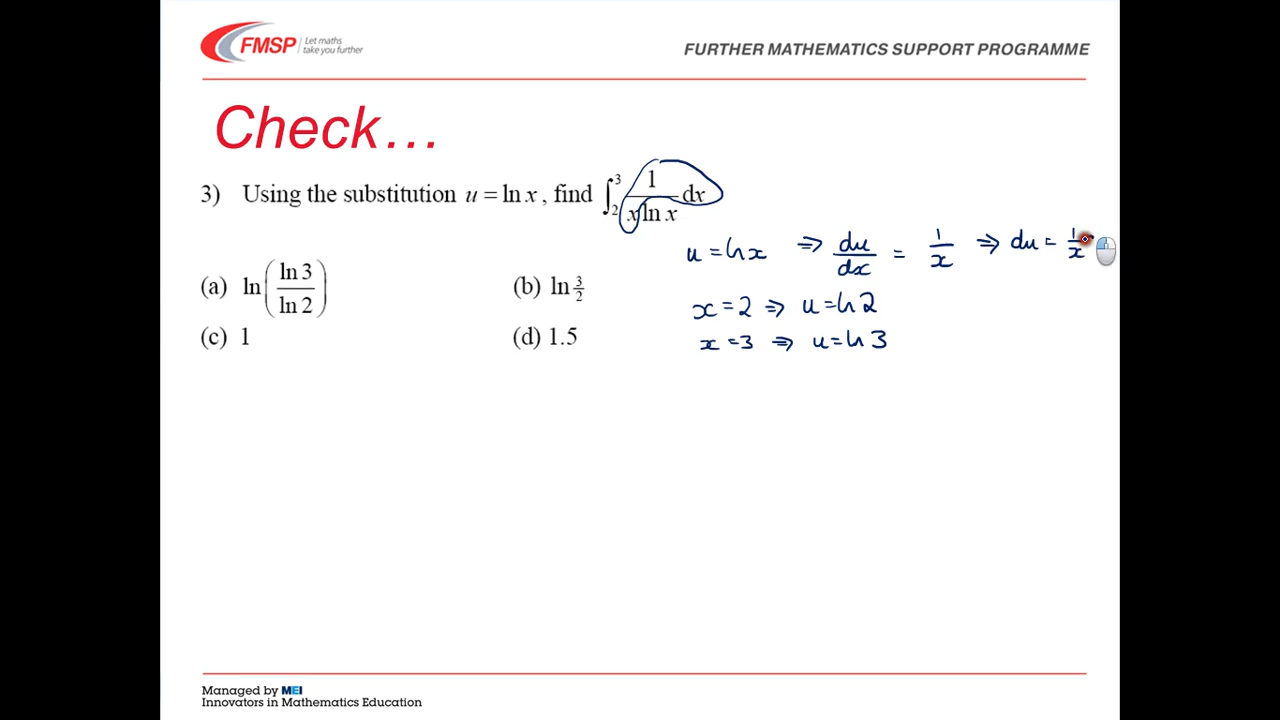 FMSP Let maths
take you further
FURTHER MATHEMATICS SUPPORT PROGRAMME
Check…
3) Using the substitution u = ln x, find ∫₂³ 1/(x ln x) dx
u = ln x ⇒ du/dx = 1/x ⇒ du = 1/x
(a) ln(ln 3/ln 2) (b) ln 3/2
x = 2 ⇒ u = ln 2
(c) 1 (d) 1.5
x = 3 ⇒ u = ln 3
Managed by MEI
Innovators in Mathematics Education